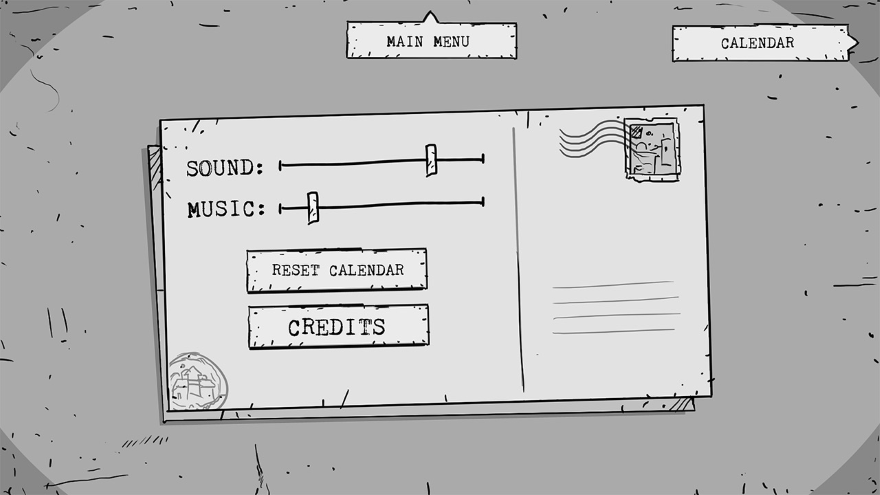 MAIN MENU
CALENDAR
SOUND:
MUSIC:
RESET CALENDAR
CREDITS